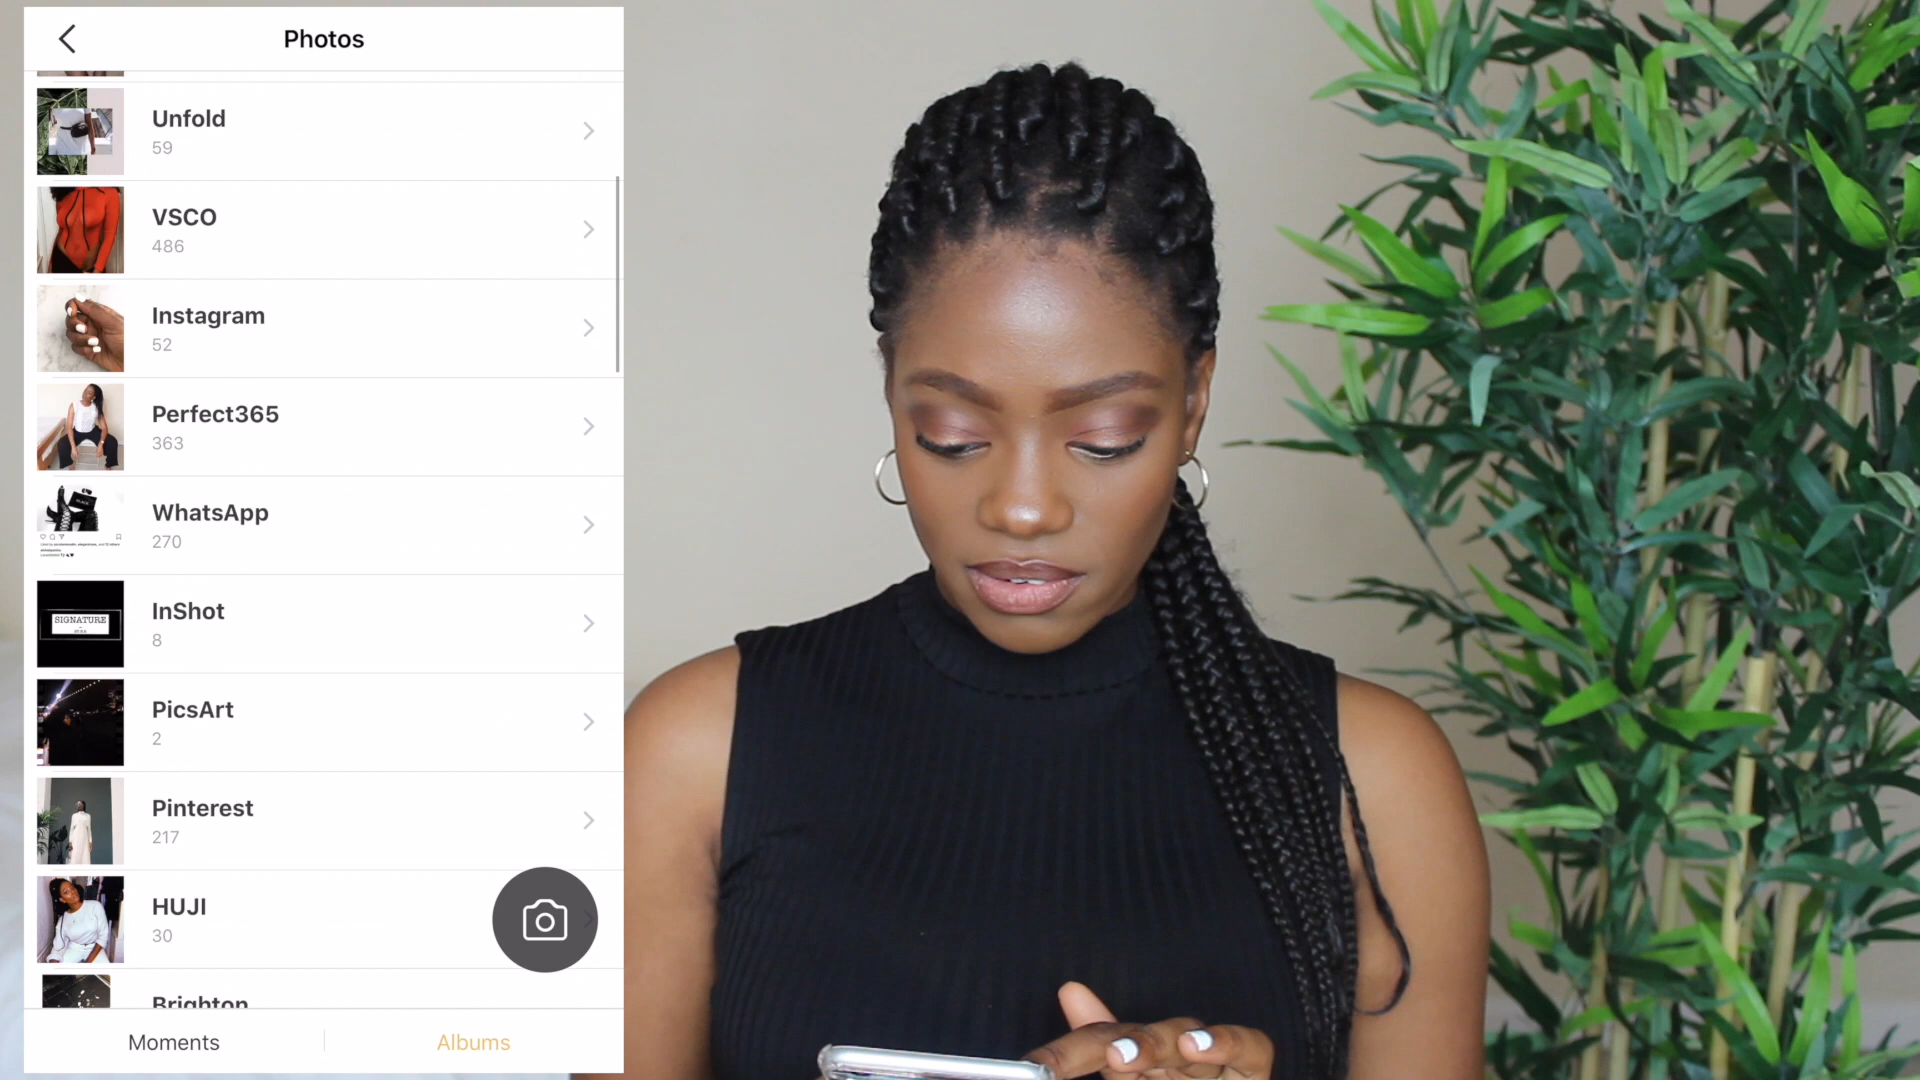 Photos
Unfold
59
VSCO
486
Instagram
52
Perfect365
363
WhatsApp
270
InShot
8
SIGNATURE
PicsArt
2
Pinterest
217
HUJI
30
Brighton
Moments
Albums